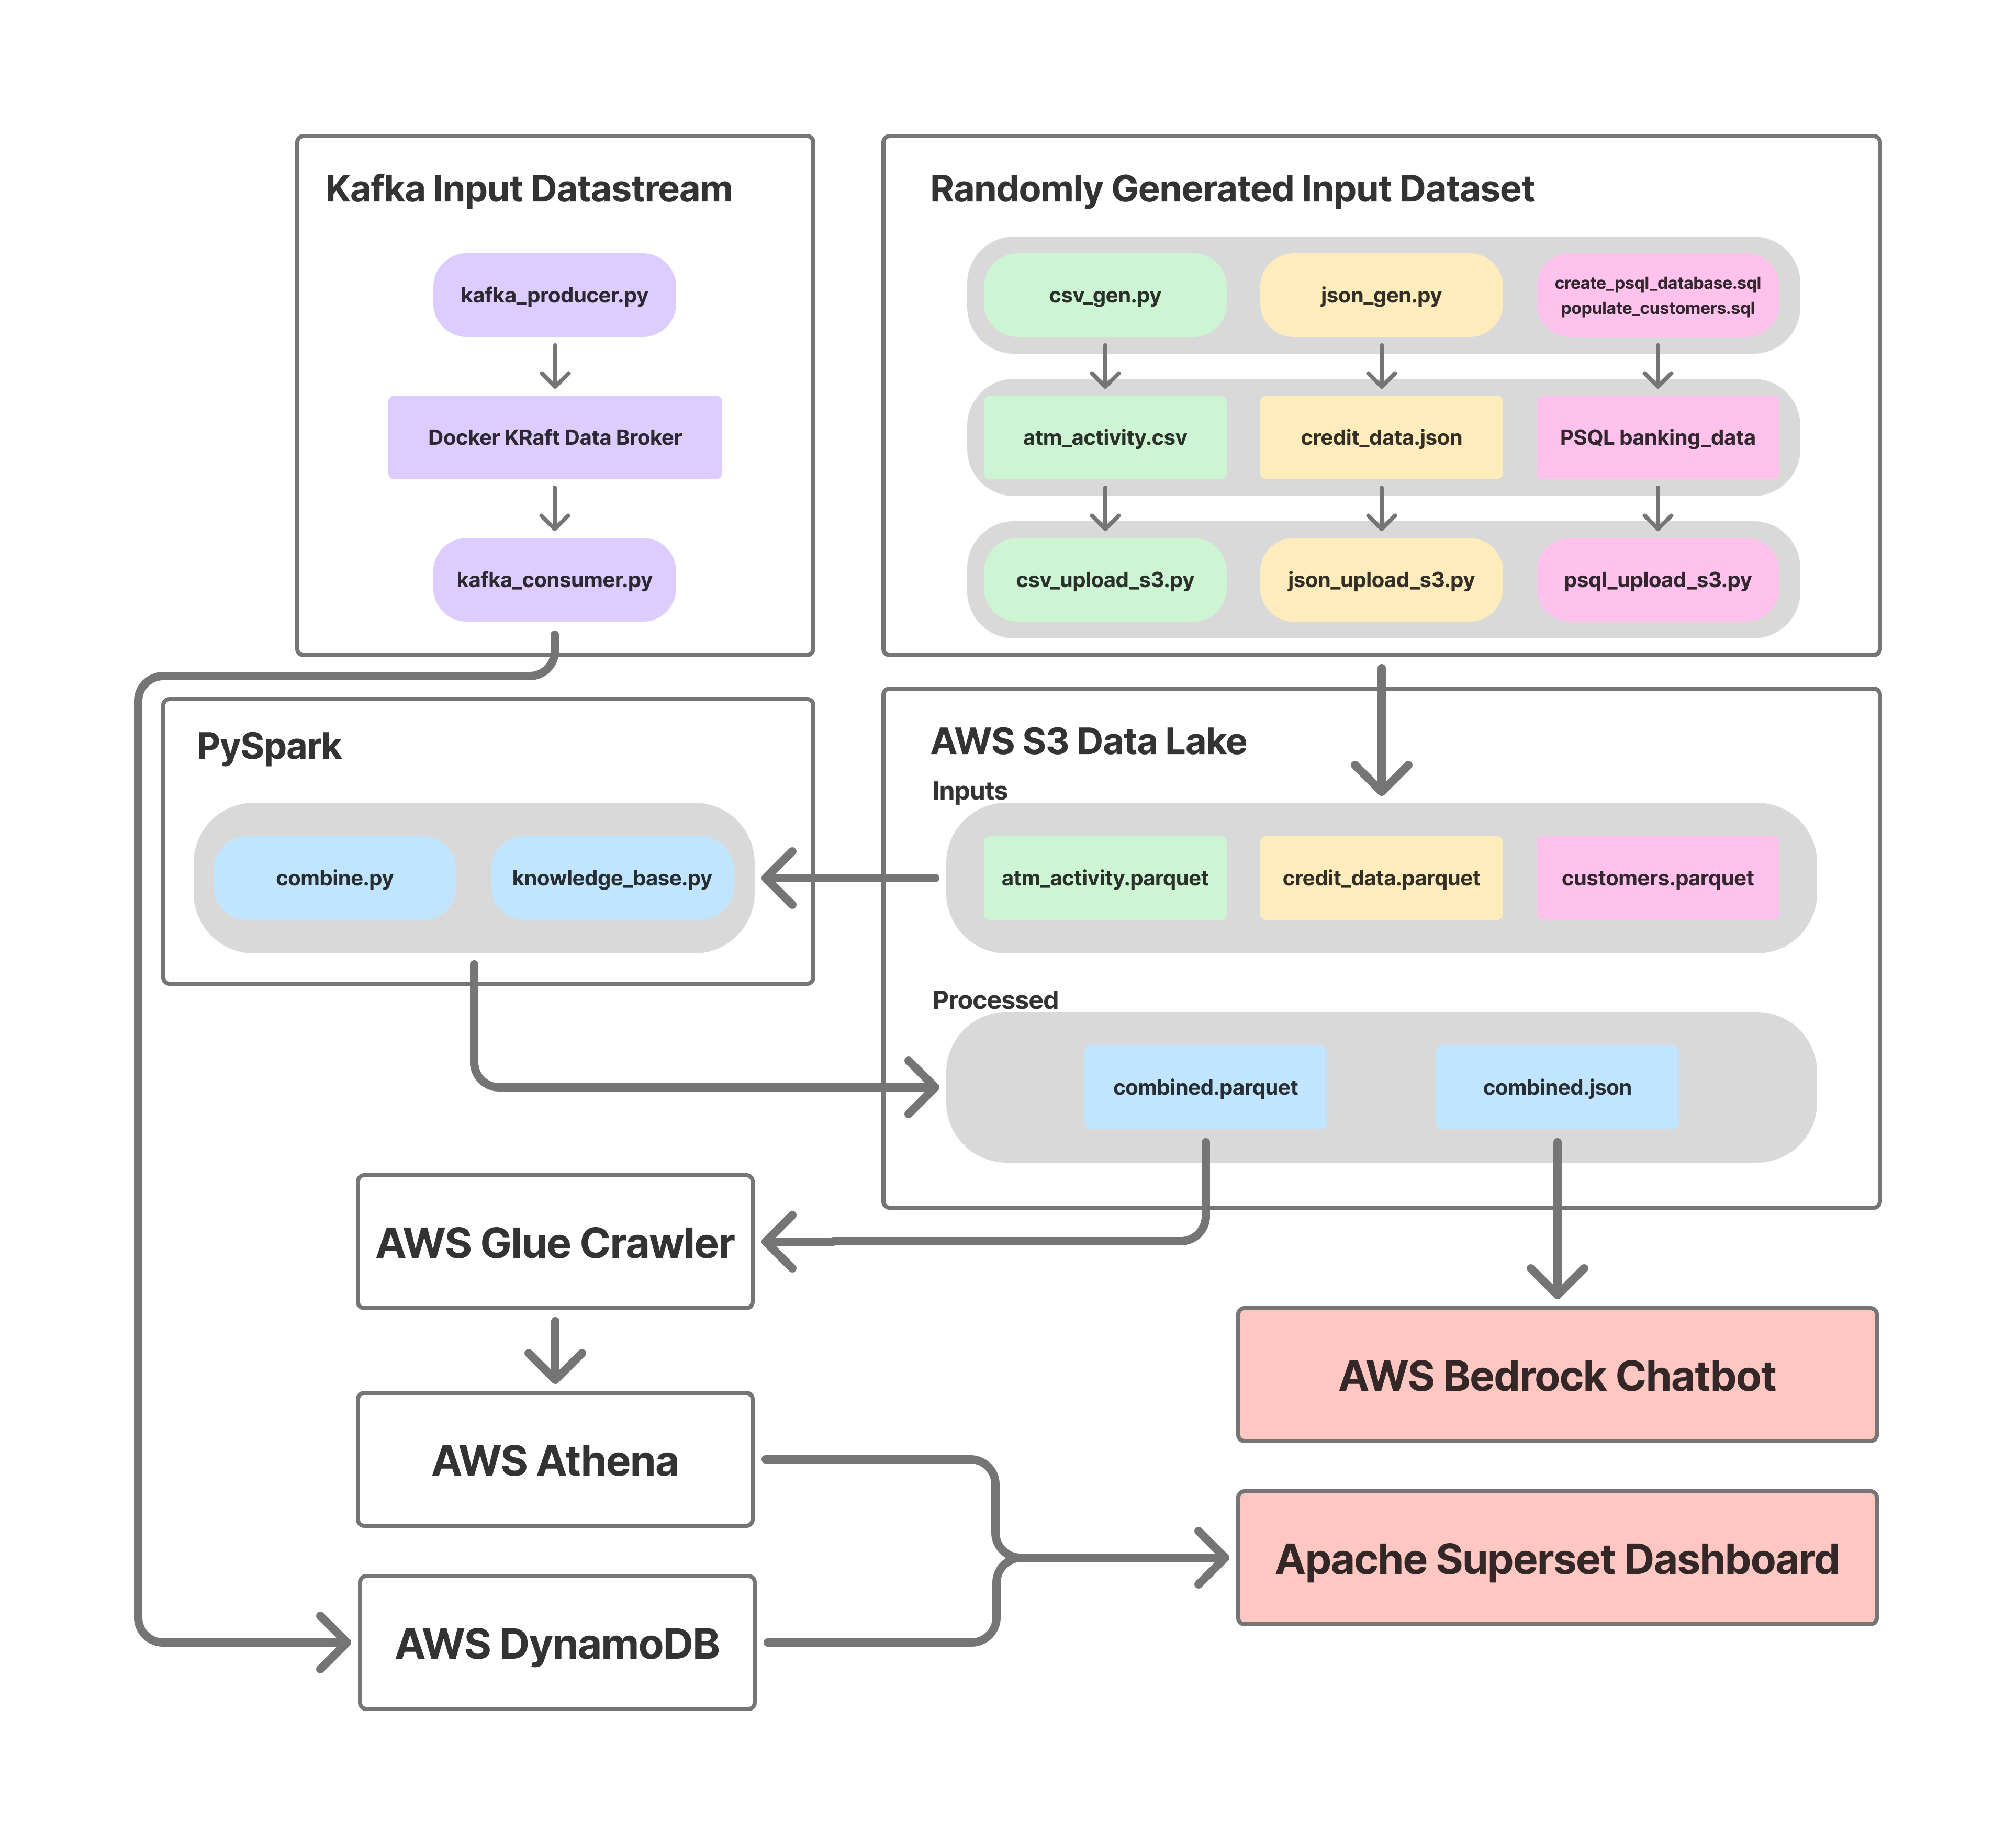 Kafka Input Datastream
kafka_producer.py
Docker KRaft Data Broker
kafka_consumer.py
Randomly Generated Input Dataset
csv_gen.py
json_gen.py
create_psql_database.sql
populate_customers.sql
atm_activity.csv
credit_data.json
PSQL banking_data
csv_upload_s3.py
json_upload_s3.py
psql_upload_s3.py
PySpark
combine.py
knowledge_base.py
AWS S3 Data Lake
Inputs
atm_activity.parquet
credit_data.parquet
customers.parquet
Processed
combined.parquet
combined.json
AWS Glue Crawler
AWS Athena
AWS DynamoDB
AWS Bedrock Chatbot
Apache Superset Dashboard